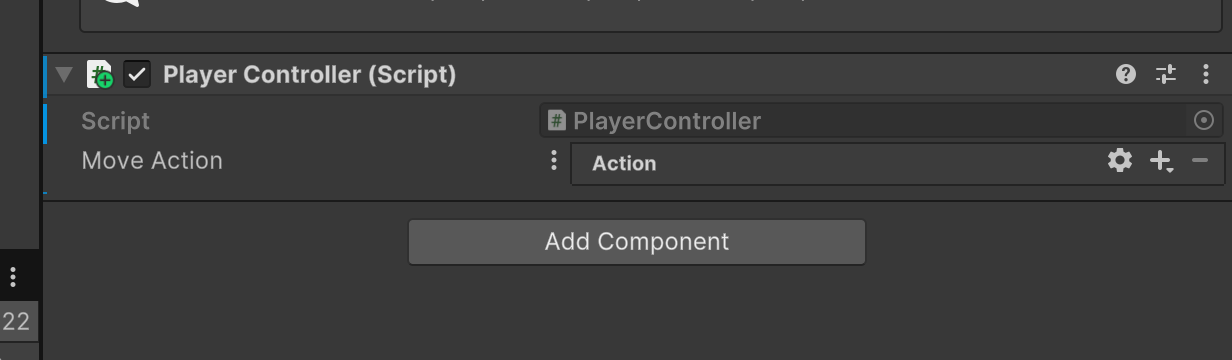 Player Controller (Script)
Script
# PlayerController
Move Action
Action
Add Component
22